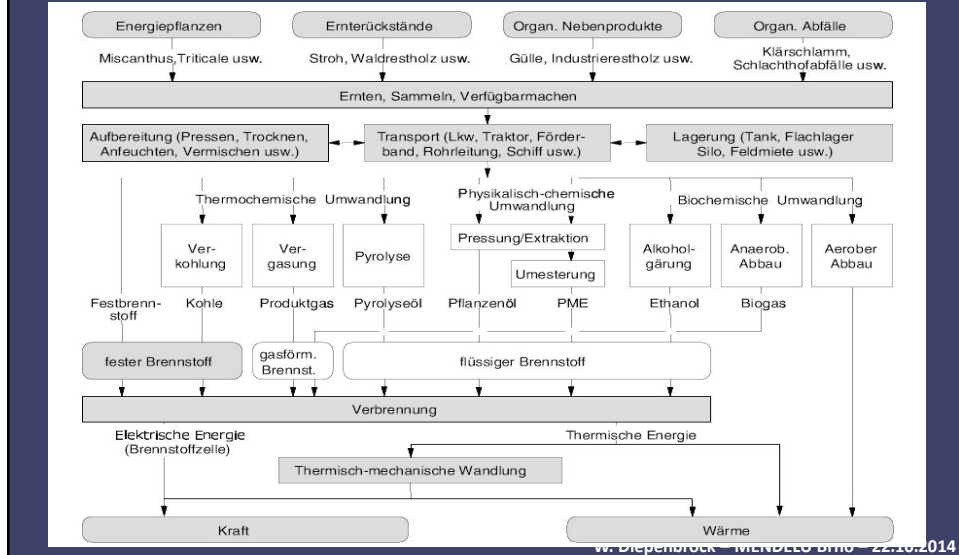 Energiepflanzen
Ernterückstände
Organ. Nebenprodukte
Organ. Abfälle
Miscanthus,Triticale usw.
Stroh, Waldrestholz usw.
Gülle, Industrierestholz usw.
Klärschlamm,
Schlachthofabfälle usw.
Ernten, Sammeln, Verfügbarmachen
Aufbereitung (Pressen, Trocknen,
Anfeuchten, Vermischen usw.)
Transport (Lkw, Traktor, Förder-
band, Rohrleitung, Schiff usw.)
Lagerung (Tank, Flachlager
Silo, Feldmiete usw.)
Thermochemische Umwandlung
Physikalisch-chemische
Umwandlung
Biochemische Umwandlung
Ver-
kohlung
Ver-
gasung
Pyrolyse
Pressung/Extraktion
Umesterung
Alkohol-
gärung
Anaerob.
Abbau
Aerober
Abbau
Festbrenn-
stoff
Kohle
Produktgas
Pyrolyseöl
Pflanzenöl
PME
Ethanol
Biogas
fester Brennstoff
gasförm.
Brennst.
flüssiger Brennstoff
Verbrennung
Elektrische Energie
(Brennstoffzelle)
Thermische Energie
Thermisch-mechanische Wandlung
Kraft
Wärme
W. Diepenbrock – MENDELU Brno – 22.10.2014